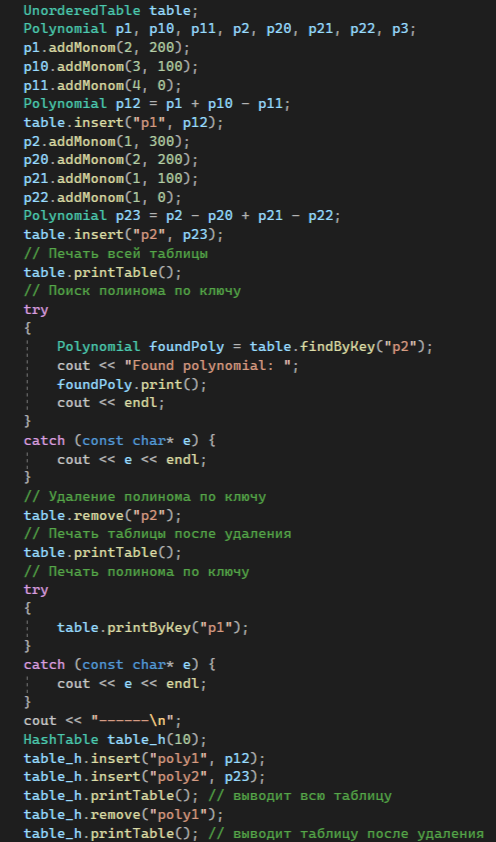 UnorderedTable table;
Polynomial p1, p10, p11, p2, p20, p21, p22, p3;
p1.addMonom(2, 200);
p10.addMonom(3, 100);
p11.addMonom(4, 0);
Polynomial p12 = p1 + p10 - p11;
table.insert("p1", p12);
p2.addMonom(1, 300);
p20.addMonom(2, 200);
p21.addMonom(1, 100);
p22.addMonom(1, 0);
Polynomial p23 = p2 - p20 + p21 - p22;
table.insert("p2", p23);
// Печать всей таблицы
table.printTable();
// Поиск полинома по ключу
try
{
    Polynomial foundPoly = table.findByKey("p2");
    cout << "Found polynomial: ";
    foundPoly.print();
    cout << endl;
}
catch (const char* e) {
    cout << e << endl;
}
// Удаление полинома по ключу
table.remove("p2");
// Печать таблицы после удаления
table.printTable();
// Печать полинома по ключу
try
{
    table.printByKey("p1");
}
catch (const char* e) {
    cout << e << endl;
}
cout << "------\n";
HashTable table_h(10);
table_h.insert("poly1", p12);
table_h.insert("poly2", p23);
table_h.printTable(); // выводит всю таблицу
table_h.remove("poly1");
table_h.printTable(); // выводит таблицу после удаления